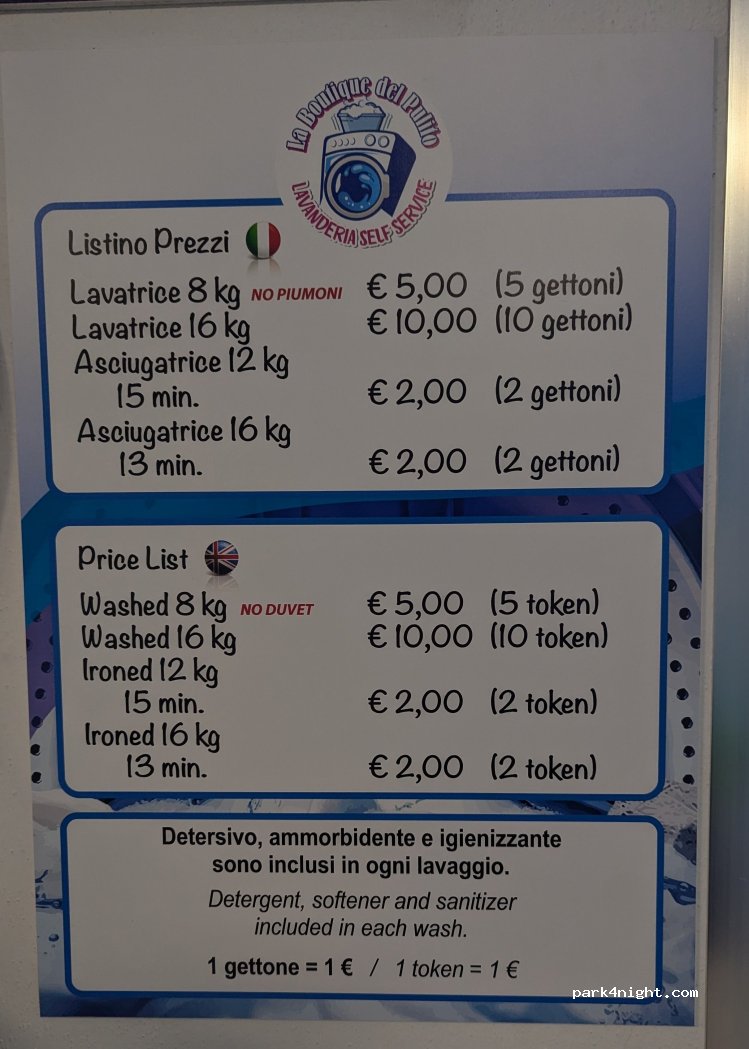 La Boutique del Pulito
LAVANDERIA SELF SERVICE
Listino Prezzi
Lavatrice 8 kg NO PIUMONI € 5,00 (5 gettoni)
Lavatrice 16 kg € 10,00 (10 gettoni)
Asciugatrice 12 kg
15 min. € 2,00 (2 gettoni)
Asciugatrice 16 kg
13 min. € 2,00 (2 gettoni)
Price List
Washed 8 kg NO DUVET € 5,00 (5 token)
Washed 16 kg € 10,00 (10 token)
Ironed 12 kg
15 min. € 2,00 (2 token)
Ironed 16 kg
13 min. € 2,00 (2 token)
Detersivo, ammorbidente e igienizzante
sono inclusi in ogni lavaggio.
Detergent, softener and sanitizer
included in each wash.
1 gettone = 1 € / 1 token = 1 €
park4night.com